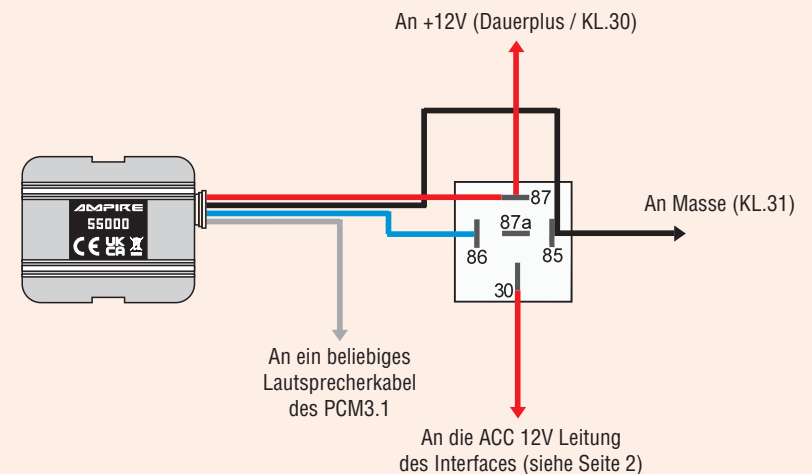 An +12V (Dauerplus / KL.30)
AMPIRE
55000
CE UK CA
87
87a
86
85
30
An Masse (KL.31)
An ein beliebiges
Lautsprecherkabel
des PCM3.1
An die ACC 12V Leitung
des Interfaces (siehe Seite 2)